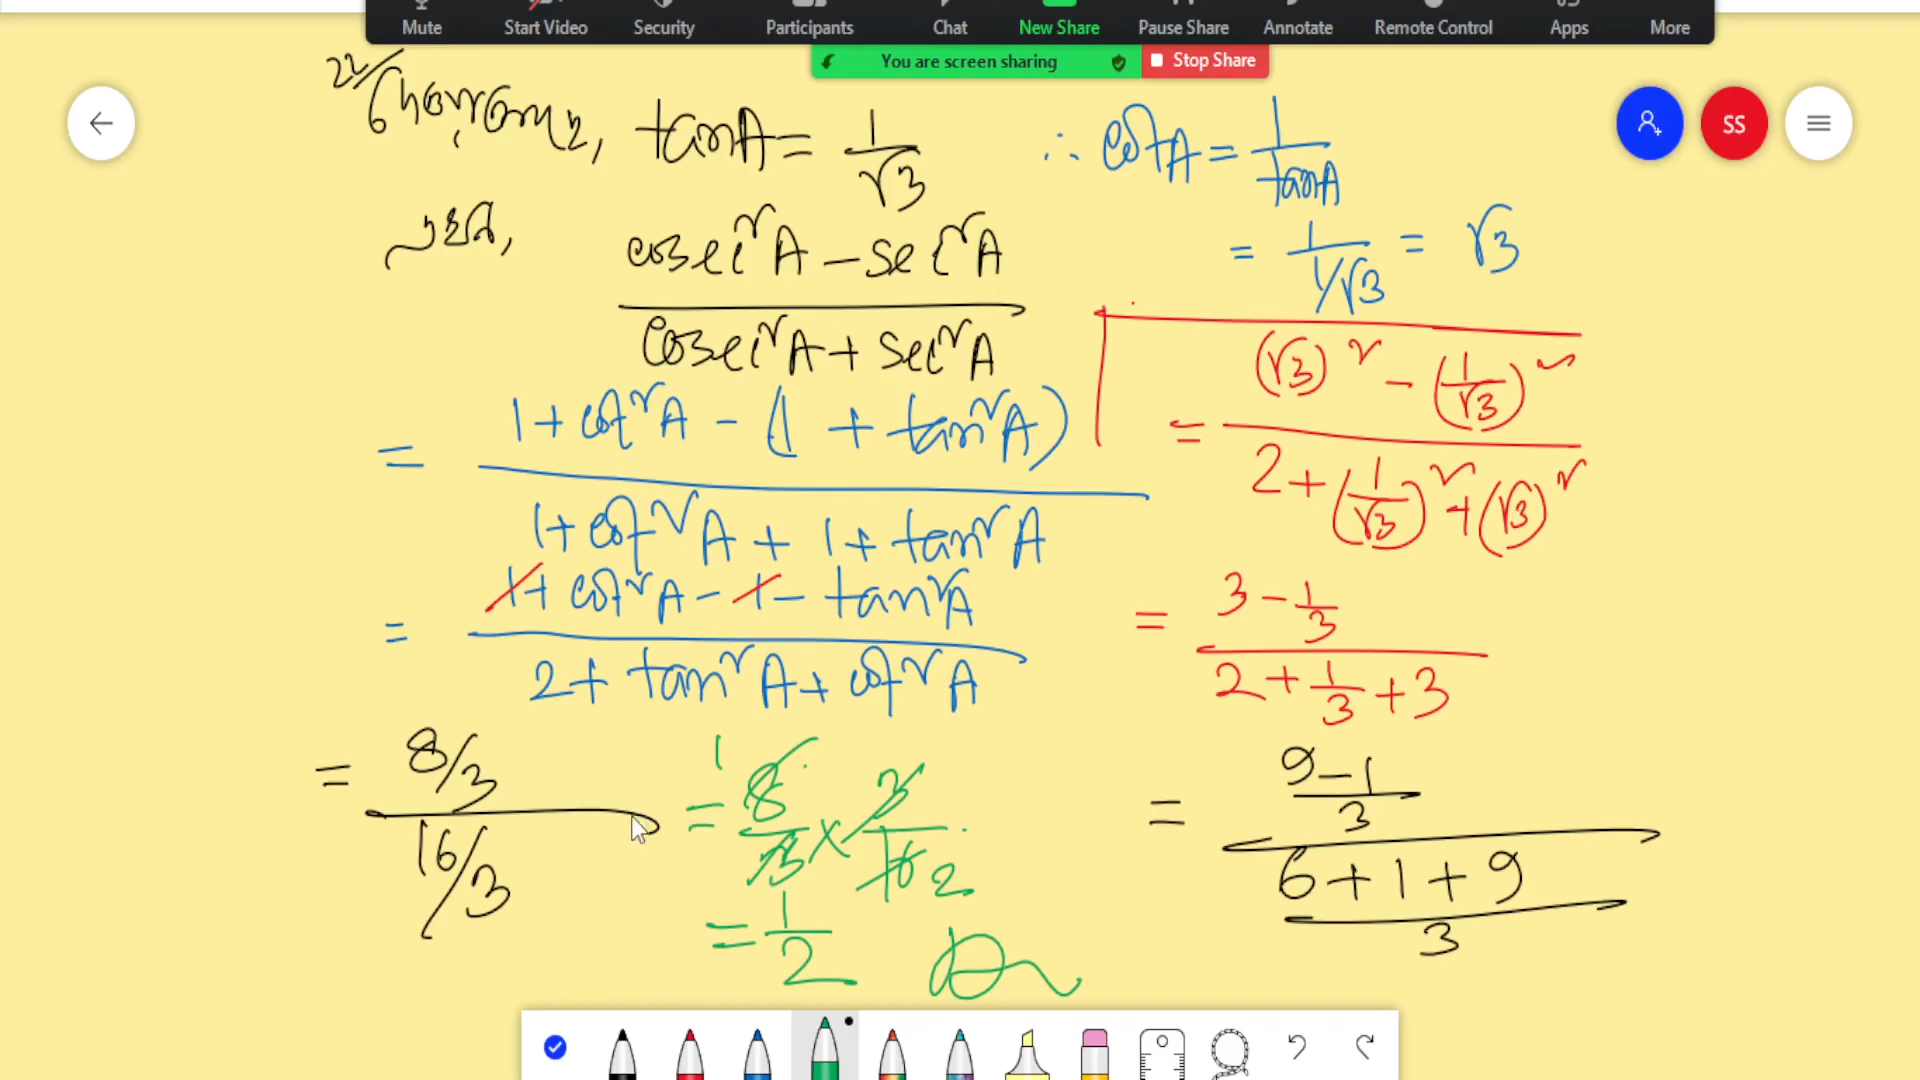 Mute Start Video Security Participants Chat New Share Pause Share Annotate Remote Control Apps More
You are screen sharing Stop Share
SS
22/ tanA = 1/√3
cosec²A − sec²A / cosec²A + sec²A
= 1 + cot²A − (1 + tan²A) / 1 + cot²A + 1 + tan²A
= 1 + cot²A − 1 − tan²A / 2 + tan²A + cot²A
∴ cotA = 1/tanA
= 1/(1/√3) = √3
= (√3)² − (1/√3)² / 2 + (1/√3)² + (√3)²
= 3 − 1/3 / 2 + 1/3 + 3
= (9 − 1)/3 / (6 + 1 + 9)/3
= 8/3 / 16/3
= 8/3 × 3/16 1 2
= 1/2